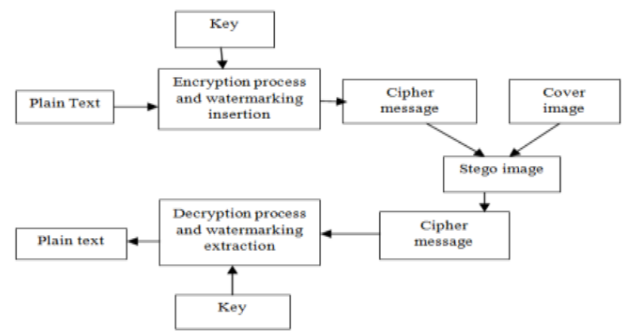 Key
Plain Text
Encryption process
and watermarking
insertion
Cipher
message
Cover
image
Stego image
Plain text
Decryption process
and watermarking
extraction
Cipher
message
Key